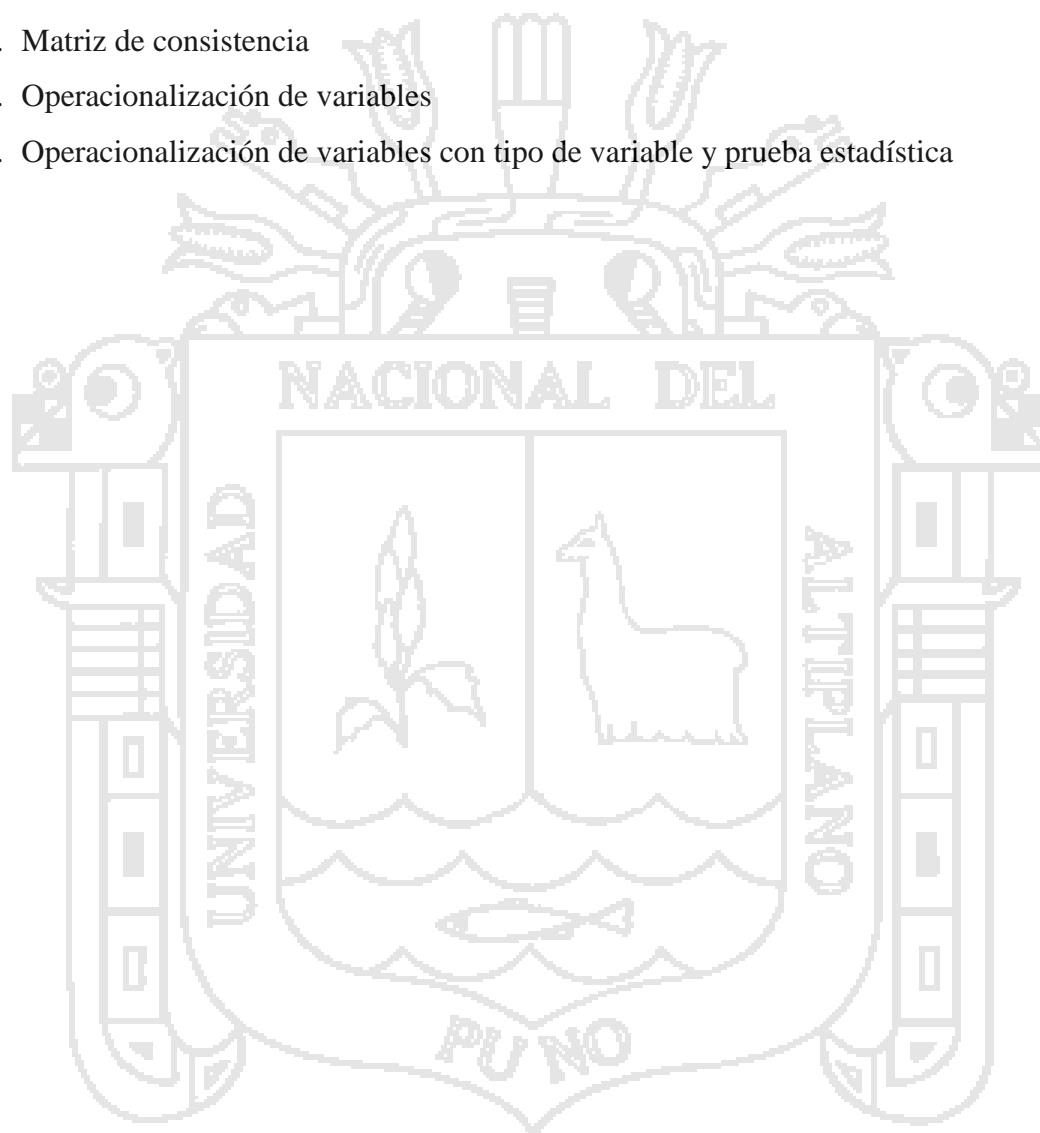 . Matriz de consistencia
. Operacionalización de variables
. Operacionalización de variables con tipo de variable y prueba estadística
NACIONAL DEL
UNIVERSIDAD
ALTIPLANO
PUNO